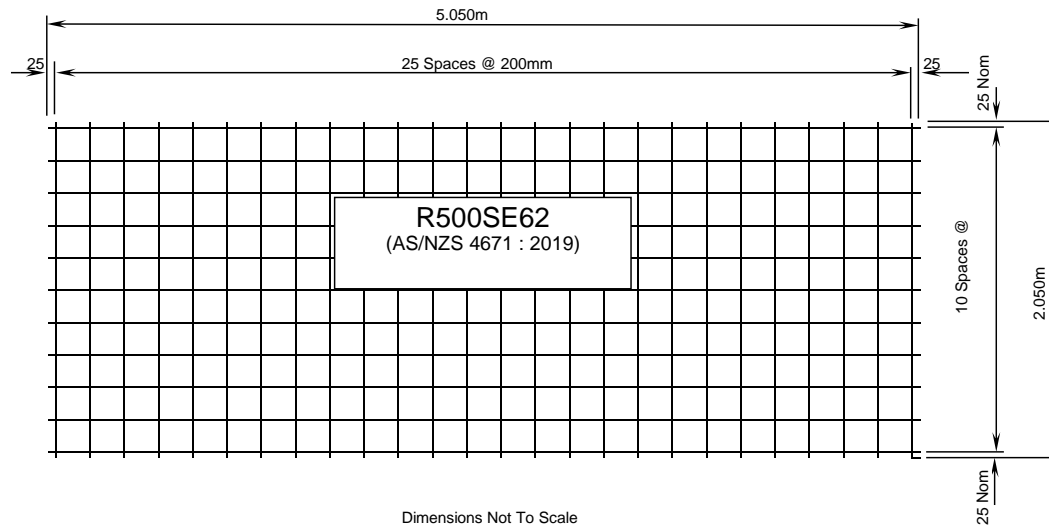 5.050m
25
25 Spaces @ 200mm
25
25 Nom
R500SE62
(AS/NZS 4671 : 2019)
10 Spaces @
2.050m
25 Nom
Dimensions Not To Scale